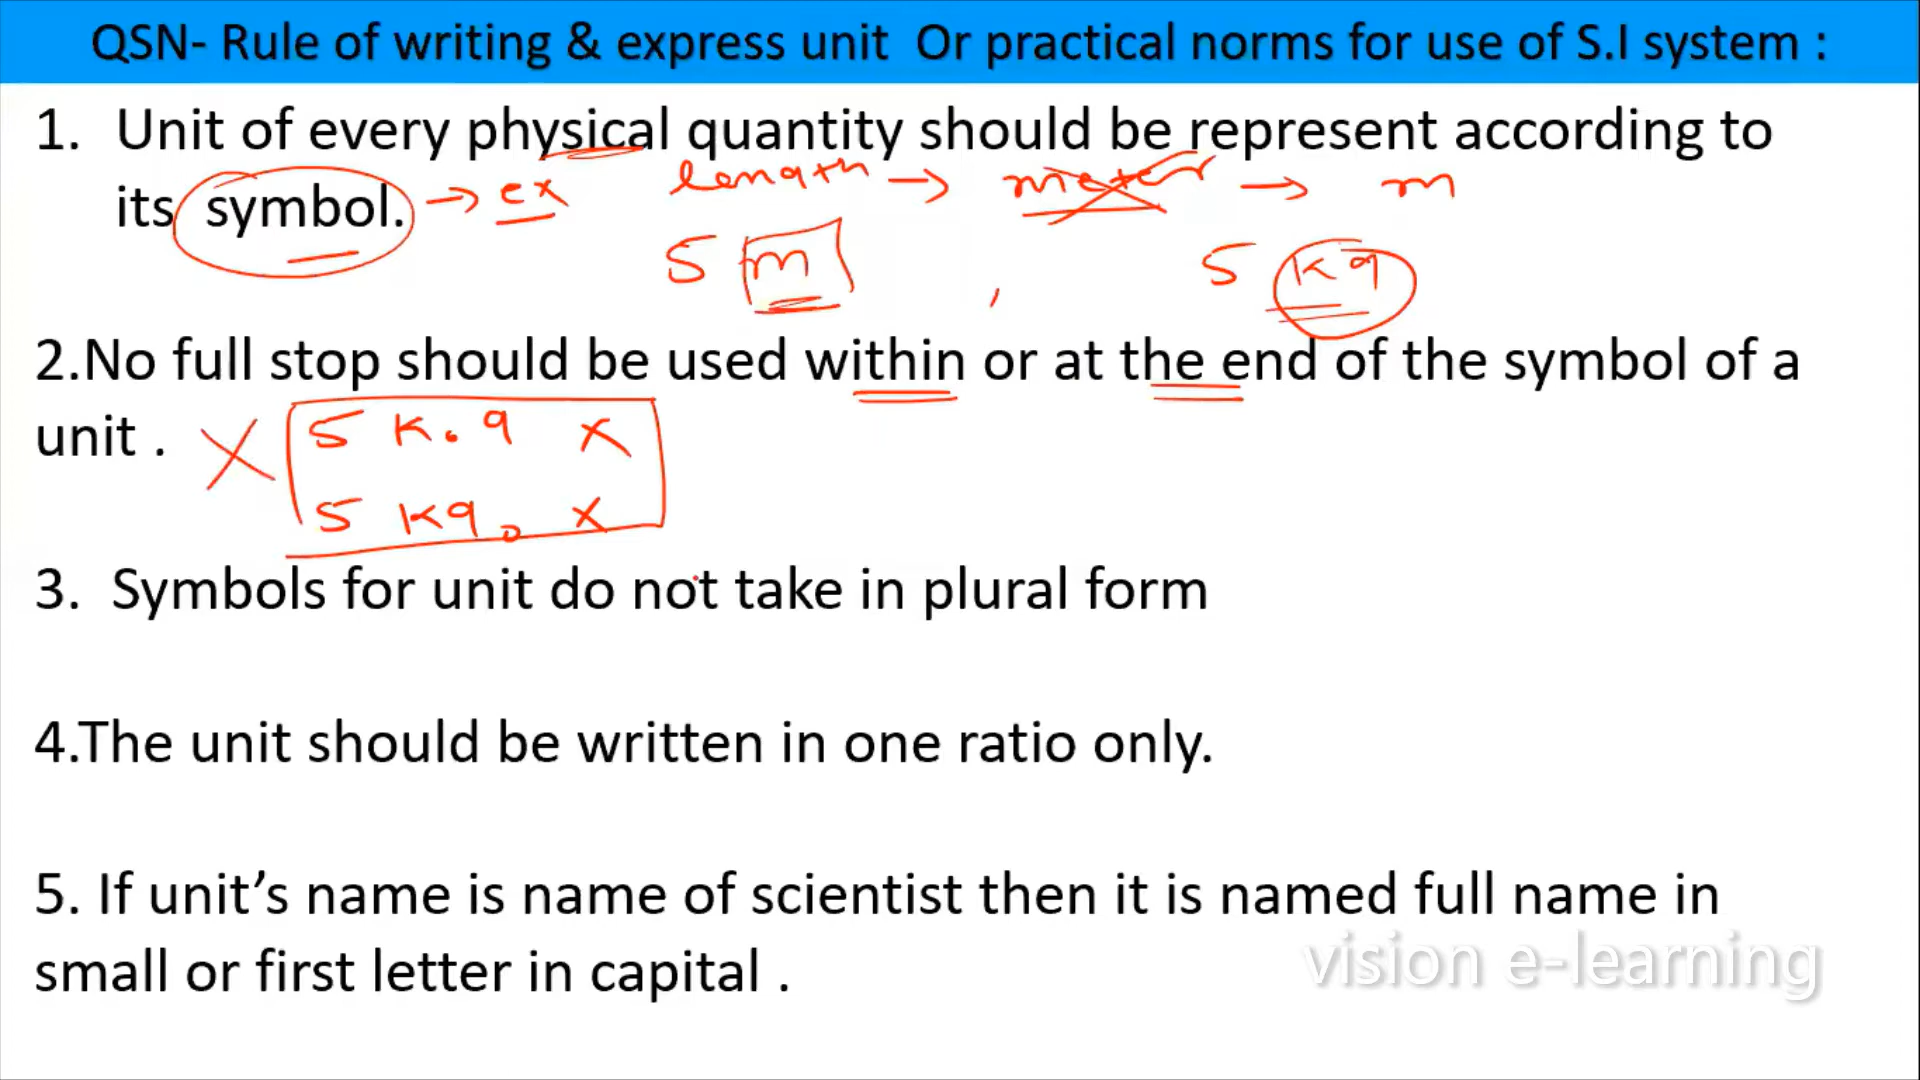 QSN- Rule of writing & express unit Or practical norms for use of S.I system :
1. Unit of every physical quantity should be represent according to
length → meter → m
its symbol. → ex
5 m , 5 kg
2.No full stop should be used within or at the end of the symbol of a
unit . X 5 K.g x
5 kg. x
3. Symbols for unit do not take in plural form
4.The unit should be written in one ratio only.
5. If unit’s name is name of scientist then it is named full name in
small or first letter in capital .
vision e-learning